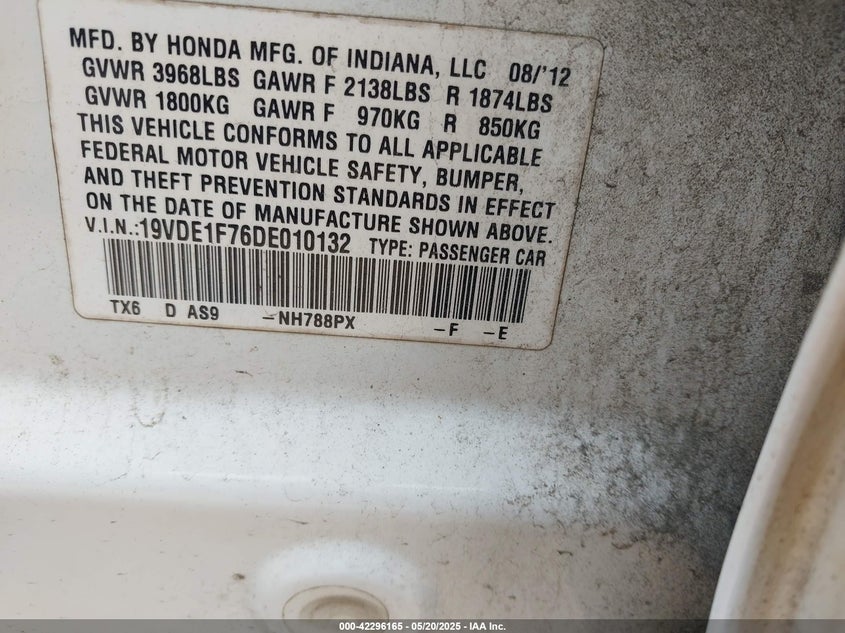 MFD. BY HONDA MFG. OF INDIANA, LLC 08/'12
GVWR 3968LBS GAWR F 2138LBS R 1874LBS
GVWR 1800KG GAWR F 970KG R 850KG
THIS VEHICLE CONFORMS TO ALL APPLICABLE
FEDERAL MOTOR VEHICLE SAFETY, BUMPER,
AND THEFT PREVENTION STANDARDS IN EFFECT
ON THE DATE OF MANUFACTURE SHOWN ABOVE.
V.I.N.:19VDE1F76DE010132 TYPE: PASSENGER CAR
TX6 D AS9 –NH788PX –F –E
000-42296165 — 05/20/2025 — IAA Inc.